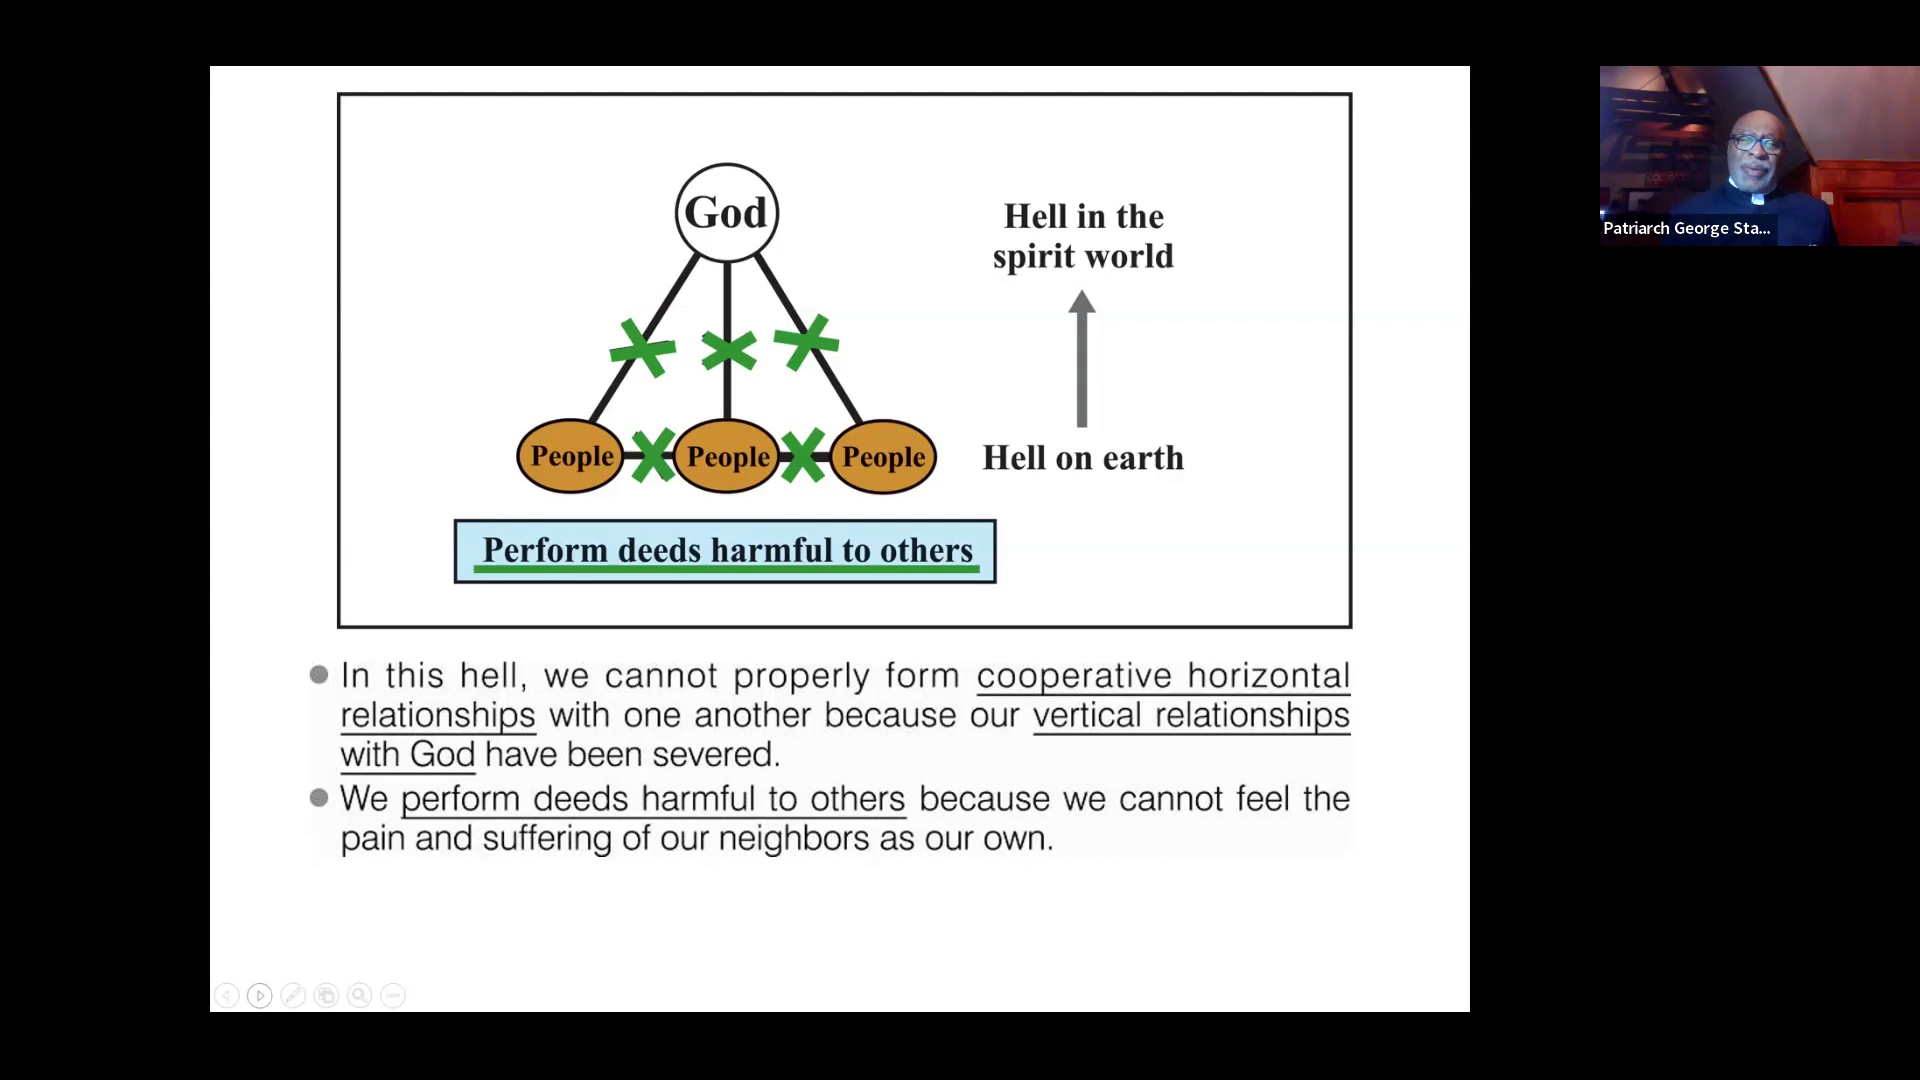 God
Hell in the
spirit world
People
People
People
Hell on earth
Perform deeds harmful to others
In this hell, we cannot properly form cooperative horizontal
relationships with one another because our vertical relationships
with God have been severed.
We perform deeds harmful to others because we cannot feel the
pain and suffering of our neighbors as our own.
Patriarch George Sta...